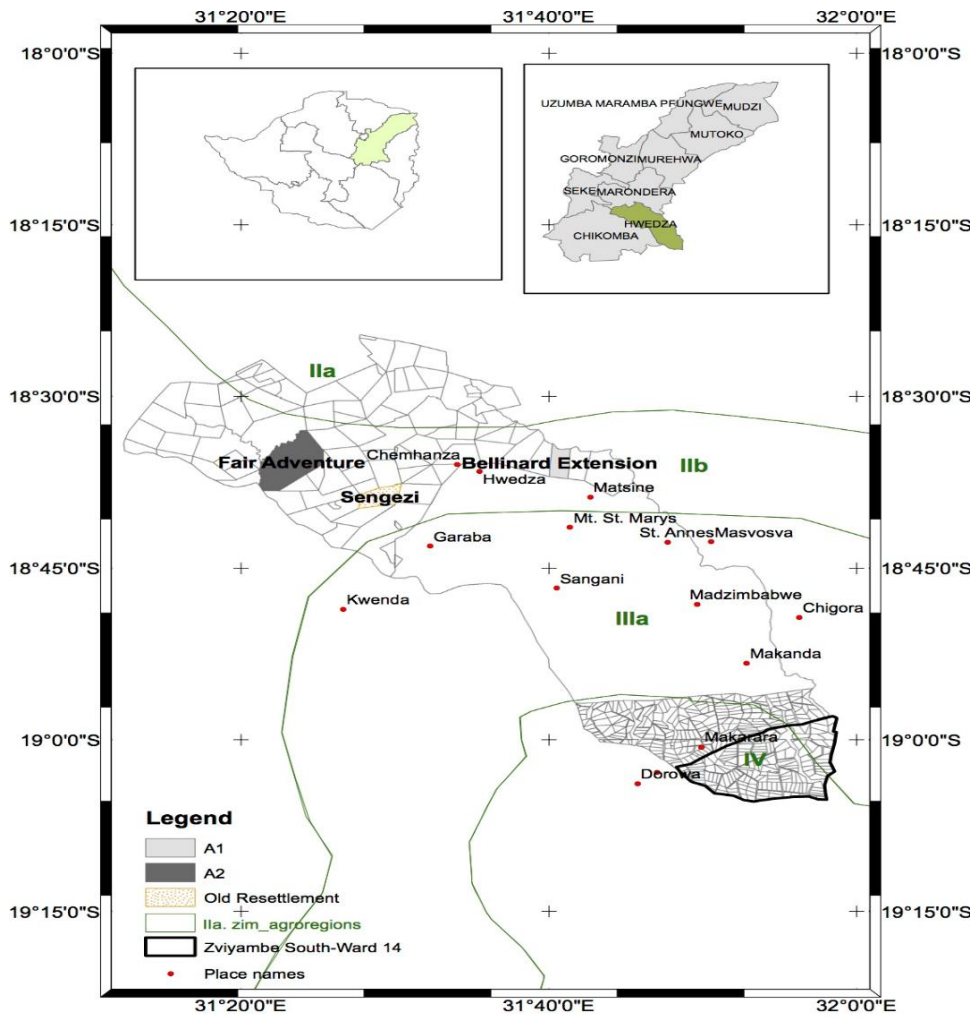 31°20'0"E 31°40'0"E 32°0'0"E
18°0'0"S 18°0'0"S
UZUMBA MARAMBA PFUNGWE MUDZI
MUTOKO
GOROMONZI MUREHWA
SEKE MARONDERA
HWEDZA
CHIKOMBA
18°15'0"S 18°15'0"S
IIa
18°30'0"S 18°30'0"S
Fair Adventure Chemhanza Bellinard Extension IIb
Hwedza
Sengezi Matsine
Mt. St. Marys
Garaba St. Annes Masvosva
18°45'0"S 18°45'0"S
Sangani Madzimbabwe
Kwenda IIIa Chigora
Makanda
19°0'0"S Makarara 19°0'0"S
IV
Dorowa
Legend
A1
A2
Old Resettlement
19°15'0"S IIa. zim_agroregions 19°15'0"S
Zviyambe South-Ward 14
Place names
31°20'0"E 31°40'0"E 32°0'0"E